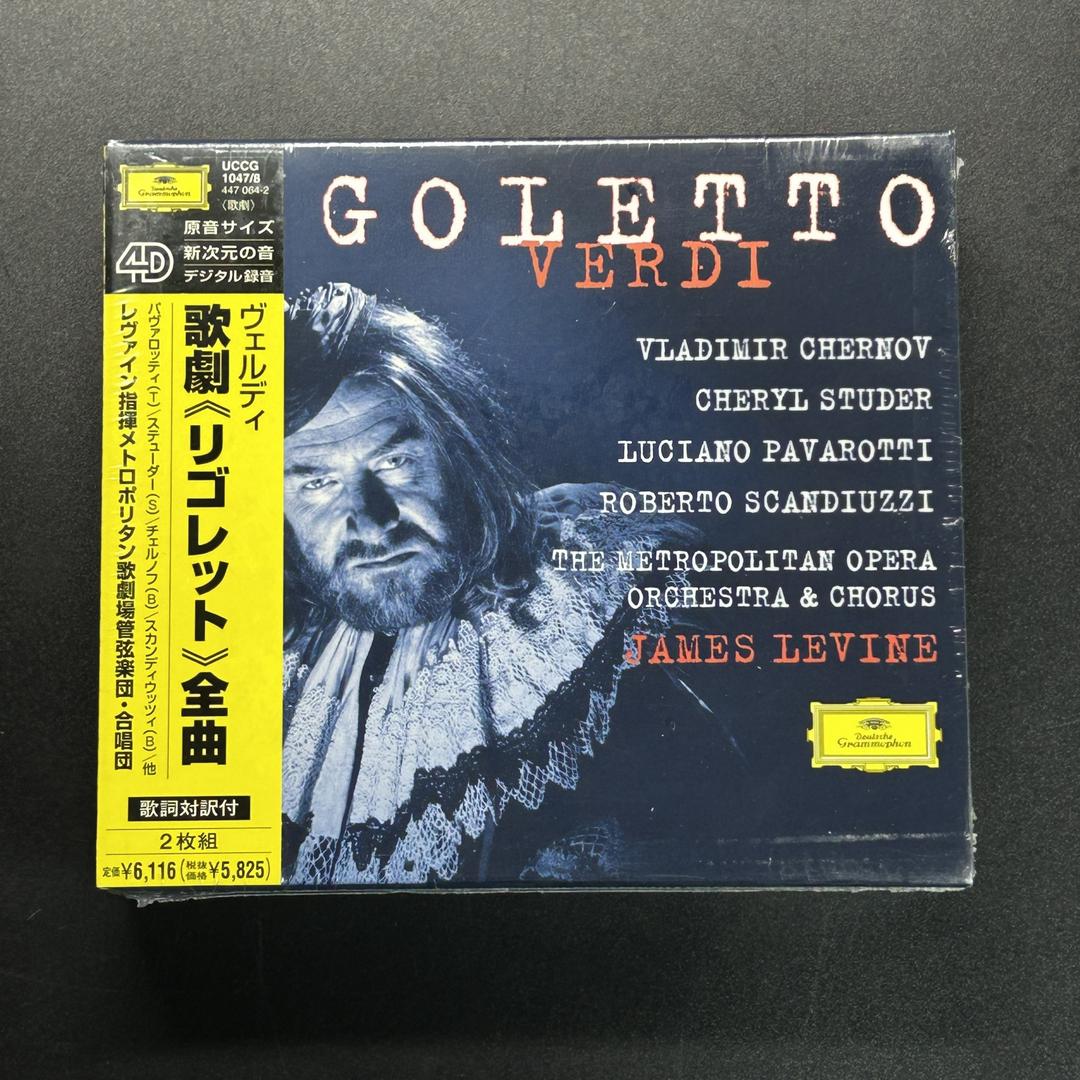 Deutsche
Grammophon
UCCG
1047/8
447 064-2
〈歌劇〉
4D
原音サイズ
新次元の音
デジタル録音
ヴェルディ
歌劇《リゴレット》全曲
パヴァロッティ(T)/ステューダー(S)/チェルノフ(B)/スカンディウッツィ(B)/他
レヴァイン指揮メトロポリタン歌劇場管弦楽団・合唱団
歌詞対訳付
2枚組
定価¥6,116(税抜価格¥5,825)
GOLETTO
VERDI
VLADIMIR CHERNOV
CHERYL STUDER
LUCIANO PAVAROTTI
ROBERTO SCANDIUZZI
THE METROPOLITAN OPERA
ORCHESTRA & CHORUS
JAMES LEVINE
Deutsche
Grammophon